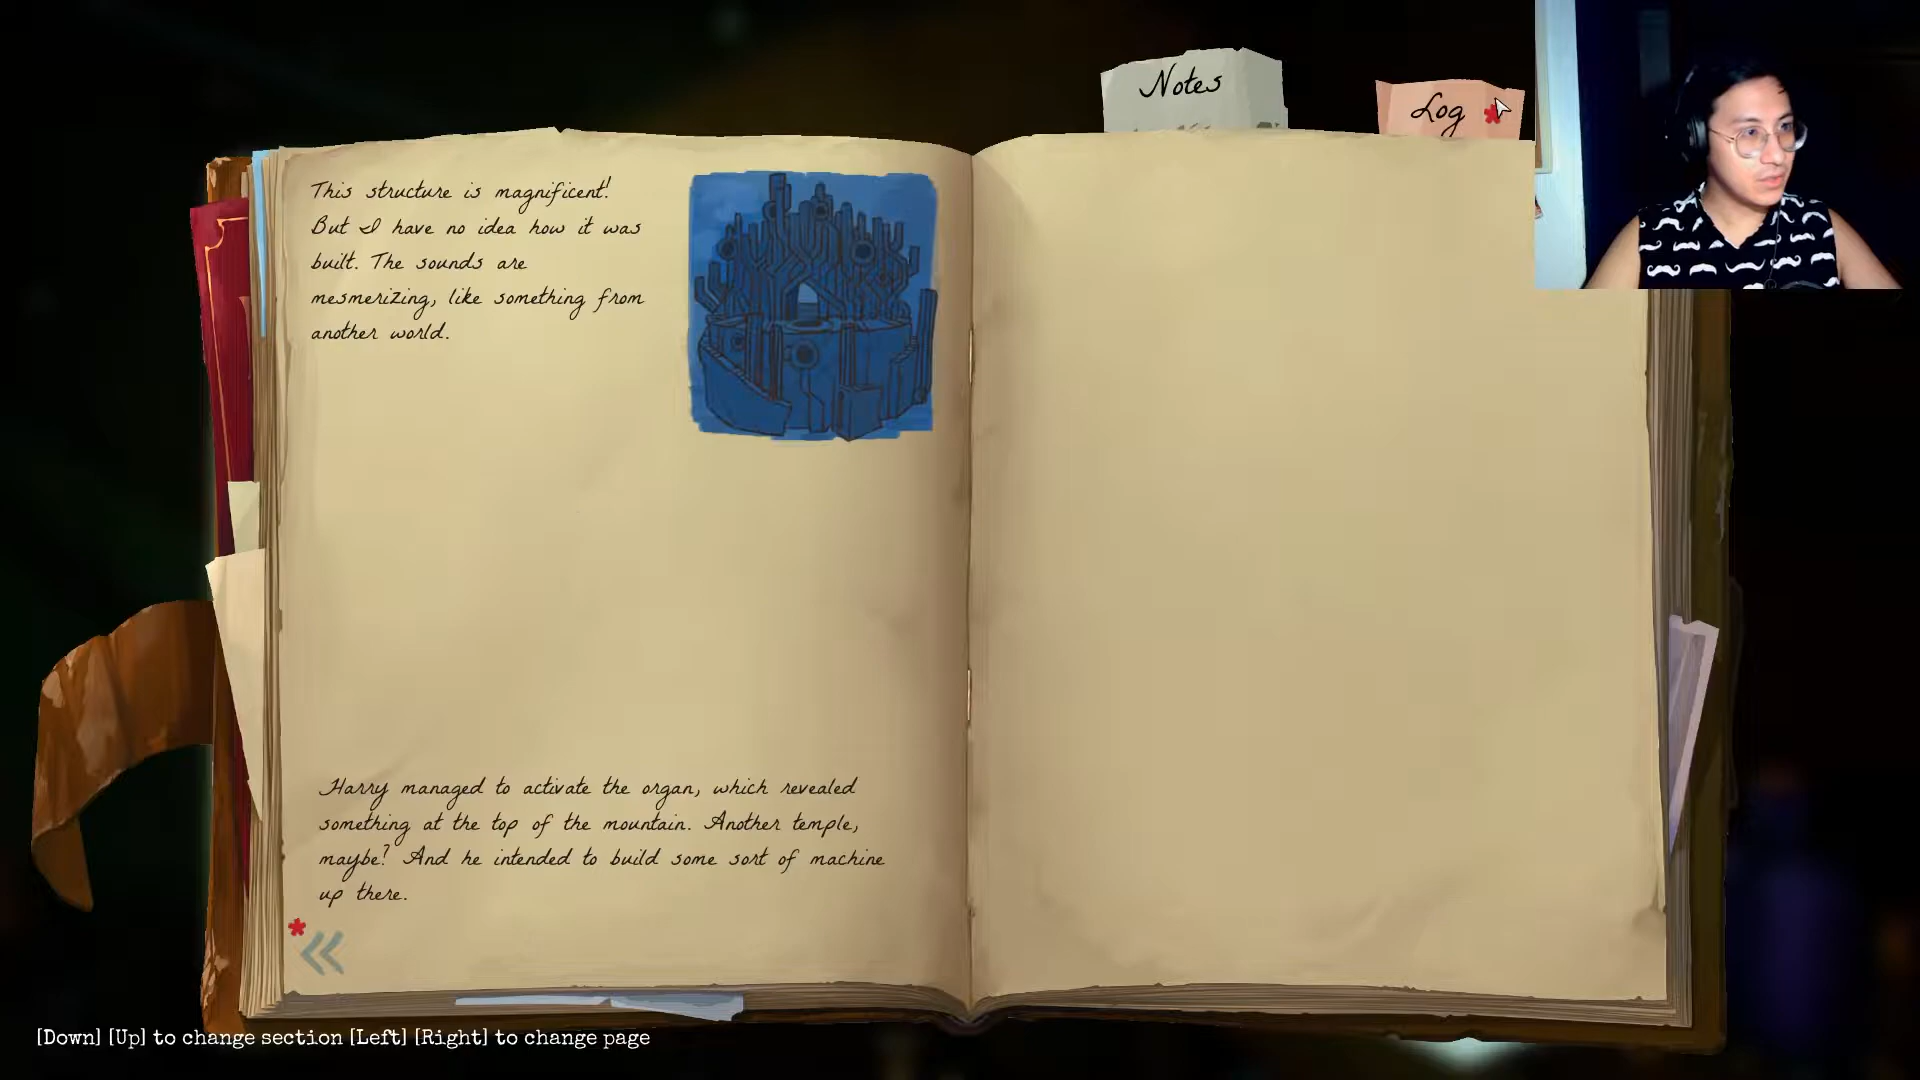 Notes
Log
This structure is magnificent!
But I have no idea how it was
built. The sounds are
mesmerizing, like something from
another world.
Harry managed to activate the organ, which revealed
something at the top of the mountain. Another temple,
maybe? And he intended to build some sort of machine
up there.
[Down] [Up] to change section [Left] [Right] to change page